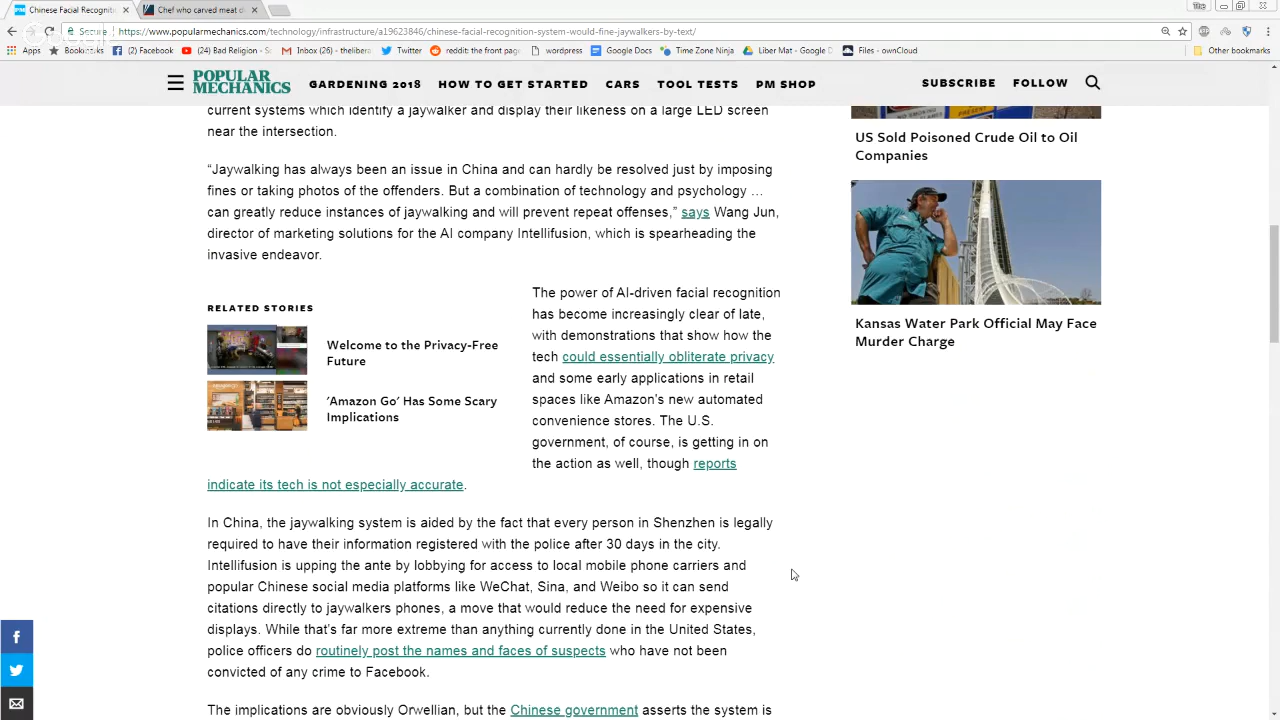 Chinese Facial Recogniti
Chef who carved meat d
Secure
https://www.popularmechanics.com/technology/infrastructure/a19623846/chinese-facial-recognition-system-would-fine-jaywalkers-by-text/
Apps
Bookmarks
(2) Facebook
(24) Bad Religion - S
Inbox (26) - thelibera
Twitter
reddit the front pag
wordpress
Google Docs
Time Zone Ninja
Liber Mat - Google D
Files - ownCloud
Other bookmarks
POPULAR
MECHANICS
GARDENING 2018
HOW TO GET STARTED
CARS
TOOL TESTS
PM SHOP
SUBSCRIBE
FOLLOW
current systems which identify a jaywalker and display their likeness on a large LED screen
near the intersection.
“Jaywalking has always been an issue in China and can hardly be resolved just by imposing
fines or taking photos of the offenders. But a combination of technology and psychology …
can greatly reduce instances of jaywalking and will prevent repeat offenses,” says Wang Jun,
director of marketing solutions for the AI company Intellifusion, which is spearheading the
invasive endeavor.
RELATED STORIES
Welcome to the Privacy-Free
Future
'Amazon Go' Has Some Scary
Implications
The power of AI-driven facial recognition
has become increasingly clear of late,
with demonstrations that show how the
tech could essentially obliterate privacy
and some early applications in retail
spaces like Amazon's new automated
convenience stores. The U.S.
government, of course, is getting in on
the action as well, though reports
indicate its tech is not especially accurate.
In China, the jaywalking system is aided by the fact that every person in Shenzhen is legally
required to have their information registered with the police after 30 days in the city.
Intellifusion is upping the ante by lobbying for access to local mobile phone carriers and
popular Chinese social media platforms like WeChat, Sina, and Weibo so it can send
citations directly to jaywalkers phones, a move that would reduce the need for expensive
displays. While that's far more extreme than anything currently done in the United States,
police officers do routinely post the names and faces of suspects who have not been
convicted of any crime to Facebook.
The implications are obviously Orwellian, but the Chinese government asserts the system is
US Sold Poisoned Crude Oil to Oil
Companies
Kansas Water Park Official May Face
Murder Charge